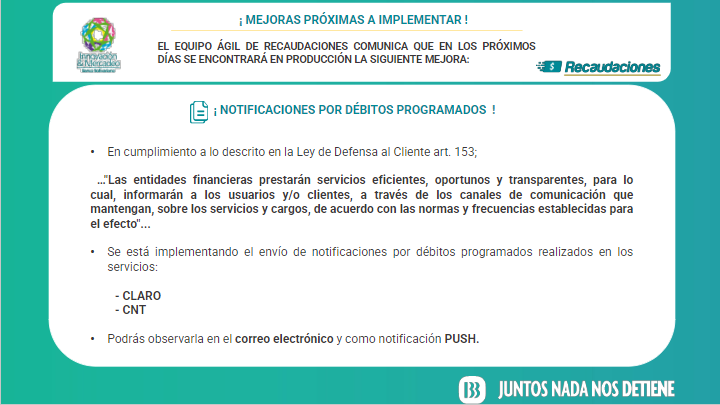 ¡ MEJORAS PRÓXIMAS A IMPLEMENTAR !
EL EQUIPO ÁGIL DE RECAUDACIONES COMUNICA QUE EN LOS PRÓXIMOS
DÍAS SE ENCONTRARÁ EN PRODUCCIÓN LA SIGUIENTE MEJORA:
Innovación
Recaudaciones
¡ NOTIFICACIONES POR DÉBITOS PROGRAMADOS !
• En cumplimiento a lo descrito en la Ley de Defensa al Cliente art. 153;
…"Las entidades financieras prestarán servicios eficientes, oportunos y transparentes, para lo
cual, informarán a los usuarios y/o clientes, a través de los canales de comunicación que
mantengan, sobre los servicios y cargos, de acuerdo con las normas y frecuencias establecidas para
el efecto"...
• Se está implementando el envío de notificaciones por débitos programados realizados en los
servicios:
- CLARO
- CNT
• Podrás observarla en el correo electrónico y como notificación PUSH.
JUNTOS NADA NOS DETIENE